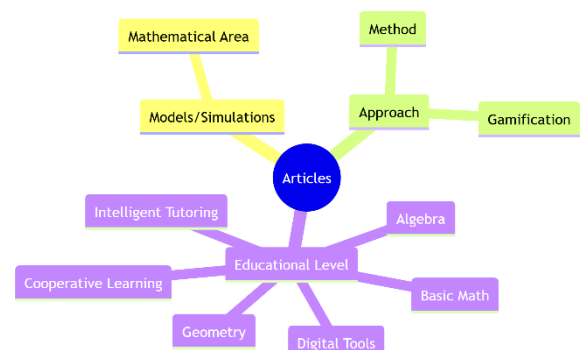 Method
Mathematical Area
Models/Simulations
Approach
Gamification
Articles
Intelligent Tutoring
Algebra
Educational Level
Cooperative Learning
Basic Math
Geometry
Digital Tools